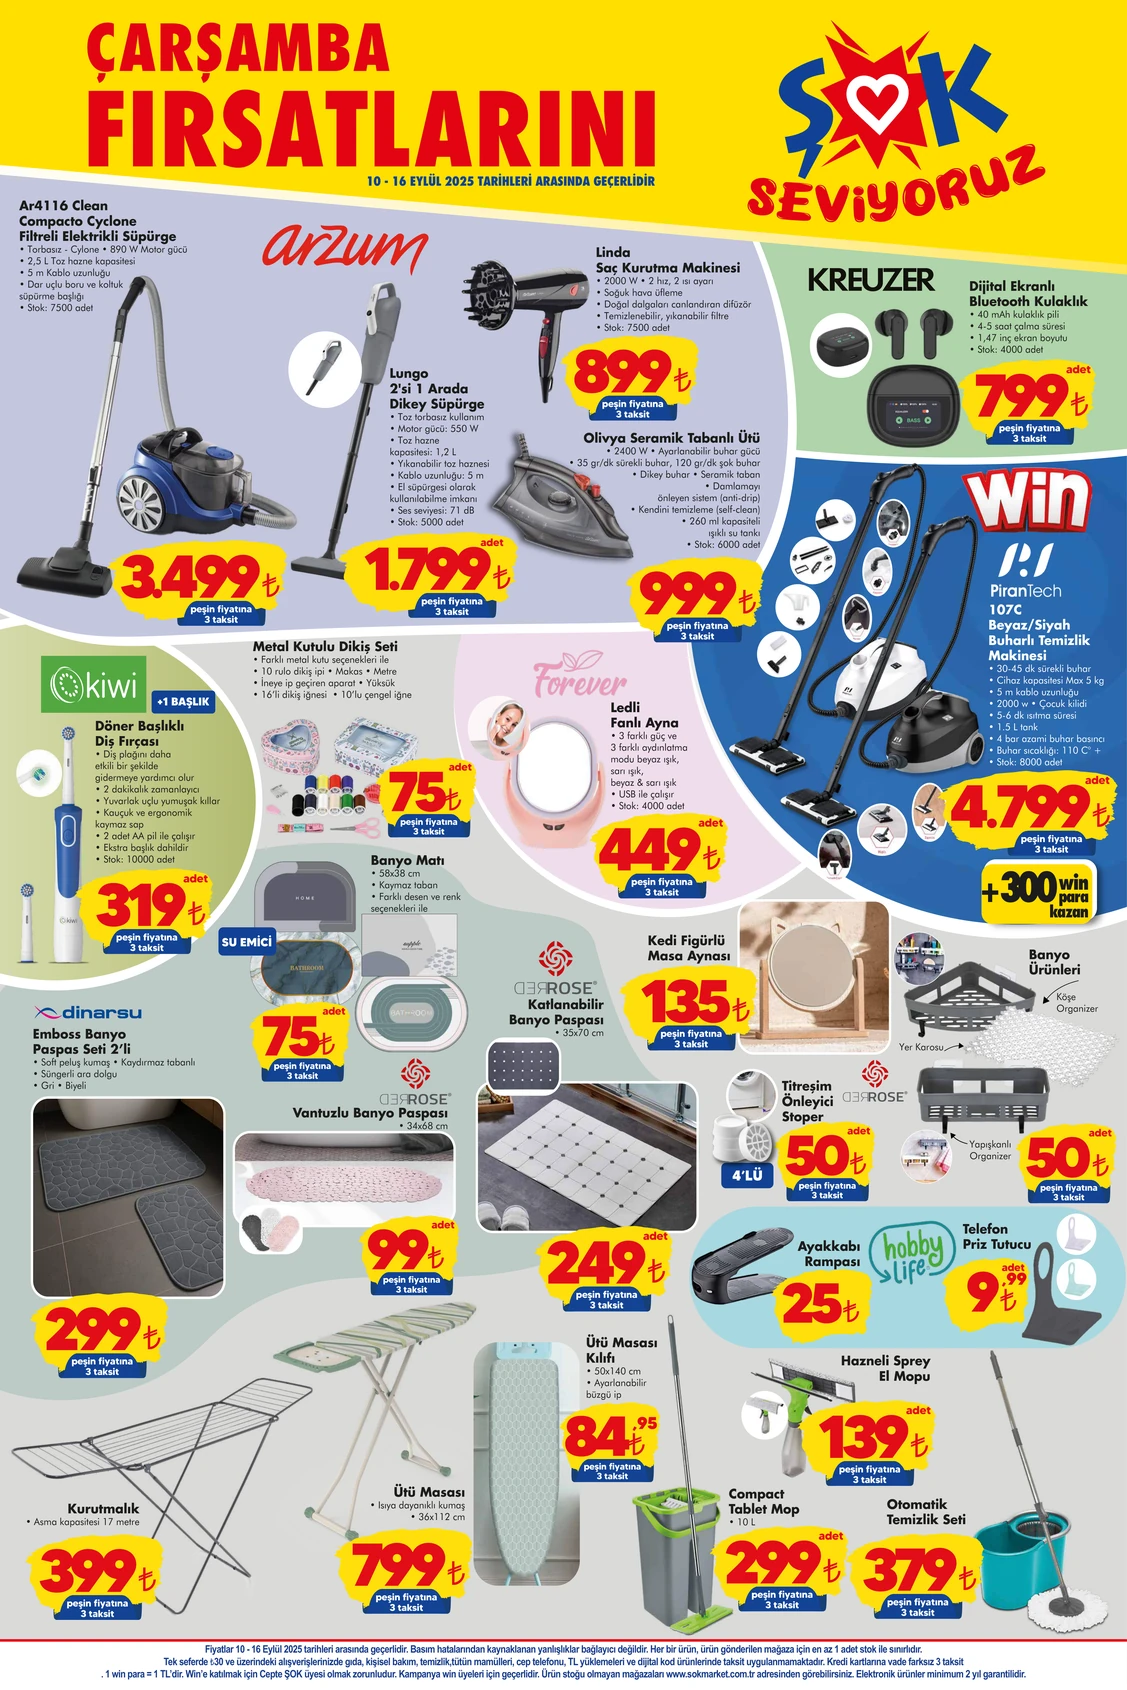 ÇARŞAMBA
FIRSATLARINI
10 - 16 EYLÜL 2025 TARİHLERİ ARASINDA GEÇERLİDİR
ŞOK
SEViYORUZ
Ar4116 Clean
Compacto Cyclone
Filtreli Elektrikli Süpürge
• Torbasız - Cylone • 890 W Motor gücü
• 2,5 L Toz hazne kapasitesi
• 5 m Kablo uzunluğu
• Dar uçlu boru ve koltuk
süpürme başlığı
• Stok: 7500 adet
3.499₺
peşin fiyatına
3 taksit
arzum
Lungo
2'si 1 Arada
Dikey Süpürge
• Toz torbasız kullanım
• Motor gücü: 550 W
• Toz hazne
kapasitesi: 1,2 L
• Yıkanabilir toz haznesi
• Kablo uzunluğu: 5 m
• El süpürgesi olarak
kullanılabilme imkanı
• Ses seviyesi: 71 dB
• Stok: 5000 adet
adet
1.799₺
peşin fiyatına
3 taksit
Linda
Saç Kurutma Makinesi
• 2000 W • 2 hız, 2 ısı ayarı
• Soğuk hava üfleme
• Doğal dalgaları canlandıran difüzör
• Temizlenebilir, yıkanabilir filtre
• Stok: 7500 adet
899₺
peşin fiyatına
3 taksit
Olivya Seramik Tabanlı Ütü
• 2400 W • Ayarlanabilir buhar gücü
• 35 gr/dk sürekli buhar, 120 gr/dk şok buhar
• Dikey buhar • Seramik taban
• Damlamayı
önleyen sistem (anti-drip)
• Kendini temizleme (self-clean)
• 260 ml kapasiteli
ışıklı su tankı
• Stok: 6000 adet
999₺
peşin fiyatına
3 taksit
KREUZER
Dijital Ekranlı
Bluetooth Kulaklık
• 40 mAh kulaklık pili
• 4-5 saat çalma süresi
• 1,47 inç ekran boyutu
• Stok: 4000 adet
BASS
adet
799₺
peşin fiyatına
3 taksit
Win
PiranTech
107C
Beyaz/Siyah
Buharlı Temizlik
Makinesi
• 30-45 dk sürekli buhar
• Cihaz kapasitesi Max 5 kg
• 5 m kablo uzunluğu
• 2000 w • Çocuk kilidi
• 5-6 dk ısıtma süresi
• 1.5 L tank
• 4 bar azami buhar basıncı
• Buhar sıcaklığı: 110 C° +
• Stok: 8000 adet
adet
4.799₺
peşin fiyatına
3 taksit
+300 win
para
kazan
kiwi
+1 BAŞLIK
Döner Başlıklı
Diş Fırçası
• Diş plağını daha
etkili bir şekilde
gidermeye yardımcı olur
• 2 dakikalık zamanlayıcı
• Yuvarlak uçlu yumuşak kıllar
• Kauçuk ve ergonomik
kaymaz sap
• 2 adet AA pil ile çalışır
• Ekstra başlık dahildir
• Stok: 10000 adet
kiwi
adet
319₺
peşin fiyatına
3 taksit
Metal Kutulu Dikiş Seti
• Farklı metal kutu seçenekleri ile
• 10 rulo dikiş ipi • Makas • Metre
• İneye ip geçiren aparat • Yüksük
• 16'lı dikiş iğnesi • 10'lu çengel iğne
adet
75₺
peşin fiyatına
3 taksit
Forever
Ledli
Fanlı Ayna
• 3 farklı güç ve
3 farklı aydınlatma
modu beyaz ışık,
sarı ışık,
beyaz & sarı ışık
• USB ile çalışır
• Stok: 4000 adet
adet
449₺
peşin fiyatına
3 taksit
Banyo Matı
• 58x38 cm
• Kaymaz taban
• Farklı desen ve renk
seçenekleri ile
SU EMİCİ
HOME
BATHROOM
supple
BATHROOM
adet
75₺
peşin fiyatına
3 taksit
dinarsu
Emboss Banyo
Paspas Seti 2'li
• Soft peluş kumaş • Kaydırmaz tabanlı
• Süngerli ara dolgu
• Gri • Biyeli
299₺
peşin fiyatına
3 taksit
REDROSE
Vantuzlu Banyo Paspası
• 34x68 cm
adet
99₺
peşin fiyatına
3 taksit
REDROSE
Katlanabilir
Banyo Paspası
• 35x70 cm
adet
249₺
peşin fiyatına
3 taksit
Kedi Figürlü
Masa Aynası
135₺
peşin fiyatına
3 taksit
Banyo
Ürünleri
Köşe
Organizer
Yer Karosu
Yapışkanlı
Organizer
REDROSE
adet
50₺
peşin fiyatına
3 taksit
Titreşim
Önleyici
Stoper
4'LÜ
adet
50₺
peşin fiyatına
3 taksit
Ayakkabı
Rampası
25₺
hobby
life
Telefon
Priz Tutucu
adet
9,99₺
Kurutmalık
• Asma kapasitesi 17 metre
399₺
peşin fiyatına
3 taksit
Ütü Masası
• Isıya dayanıklı kumaş
• 36x112 cm
799₺
peşin fiyatına
3 taksit
Ütü Masası
Kılıfı
• 50x140 cm
• Ayarlanabilir
büzgü ip
84,95₺
peşin fiyatına
3 taksit
Hazneli Sprey
El Mopu
adet
139₺
peşin fiyatına
3 taksit
Compact
Tablet Mop
• 10 L
adet
299₺
peşin fiyatına
3 taksit
Otomatik
Temizlik Seti
379₺
peşin fiyatına
3 taksit
Fiyatlar 10 - 16 Eylül 2025 tarihleri arasında geçerlidir. Basım hatalarından kaynaklanan yanlışlıklar bağlayıcı değildir. Her bir ürün, ürün gönderilen mağaza için en az 1 adet stok ile sınırlıdır.
Tek seferde ₺30 ve üzerindeki alışverişlerinizde gıda, kişisel bakım, temizlik,tütün mamülleri, cep telefonu, TL yüklemeleri ve dijital kod ürünlerinde taksit uygulanmamaktadır. Kredi kartlarına vade farksız 3 taksit
. 1 win para = 1 TL'dir. Win'e katılmak için Cepte ŞOK üyesi olmak zorunludur. Kampanya win üyeleri için geçerlidir. Ürün stoğu olmayan mağazaları www.sokmarket.com.tr adresinden görebilirsiniz. Elektronik ürünler minimum 2 yıl garantilidir.